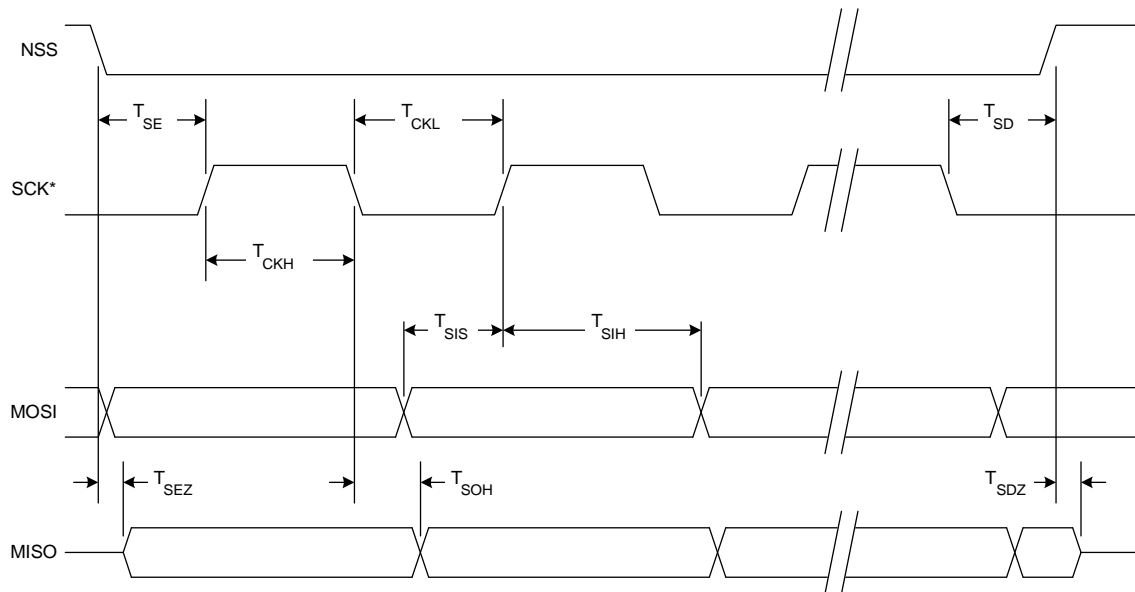 NSS
T SE
T CKL
T SD
SCK*
T CKH
T SIS
T SIH
MOSI
T SEZ
T SOH
T SDZ
MISO